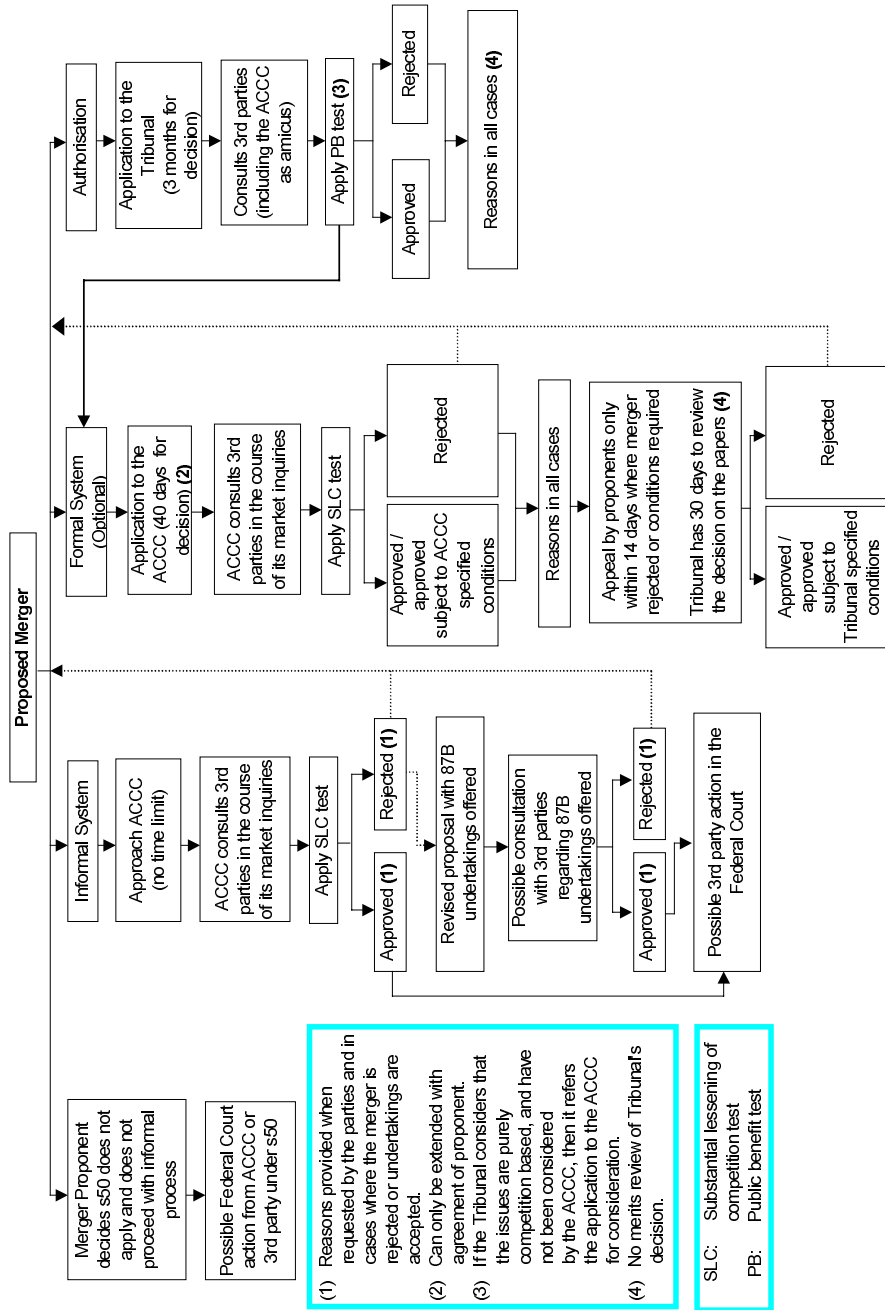 Proposed Merger
Merger Proponent
decides s50 does not
apply and does not
proceed with informal
process
Possible Federal Court
action from ACCC or
3rd party under s50
Informal System
Approach ACCC
(no time limit)
ACCC consults 3rd
parties in the course
of its market inquiries
Apply SLC test
Approved (1)
Rejected (1)
Revised proposal with 87B
undertakings offered
Possible consultation
with 3rd parties
regarding 87B
undertakings offered
Approved (1)
Rejected (1)
Possible 3rd party action in the
Federal Court
Formal System
(Optional)
Application to the
ACCC (40 days for
decision) (2)
ACCC consults 3rd
parties in the course
of its market inquiries
Apply SLC test
Approved /
approved
subject to ACCC
specified
conditions
Rejected
Reasons in all cases
Appeal by proponents only
within 14 days where merger
rejected or conditions required
Tribunal has 30 days to review
the decision on the papers (4)
Approved /
approved
subject to
Tribunal specified
conditions
Rejected
Authorisation
Application to the
Tribunal
(3 months for
decision)
Consults 3rd parties
(including the ACCC
as amicus)
Apply PB test (3)
Approved
Rejected
Reasons in all cases (4)
(1) Reasons provided when
requested by the parties and in
cases where the merger is
rejected or undertakings are
accepted.
(2) Can only be extended with
agreement of proponent.
(3) If the Tribunal considers that
the issues are purely
competition based, and have
not been considered
by the ACCC, then it refers
the application to the ACCC
for consideration.
(4) No merits review of Tribunal's
decision.
SLC: Substantial lessening of
competition test
PB: Public benefit test